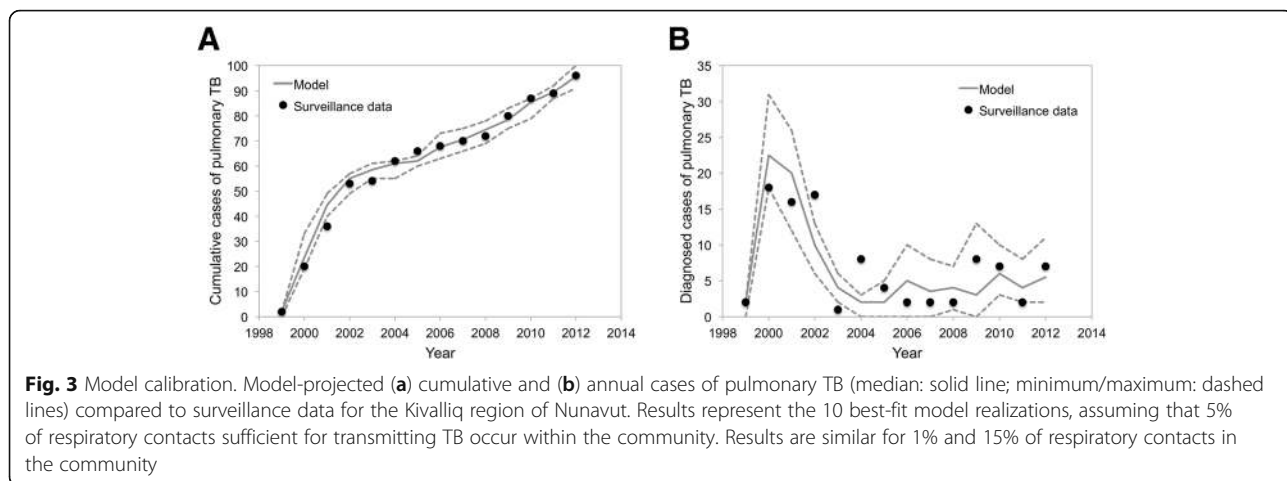 A
B
100
90
80
70
60
50
40
30
20
10
0
Cumulative cases of pulmonary TB
Model
Surveillance data
1998
2000
2002
2004
2006
2008
2010
2012
2014
Year
35
30
25
20
15
10
5
0
Diagnosed cases of pulmonary TB
Model
Surveillance data
1998
2000
2002
2004
2006
2008
2010
2012
2014
Year
Fig. 3 Model calibration. Model-projected (a) cumulative and (b) annual cases of pulmonary TB (median: solid line; minimum/maximum: dashed
lines) compared to surveillance data for the Kivalliq region of Nunavut. Results represent the 10 best-fit model realizations, assuming that 5%
of respiratory contacts sufficient for transmitting TB occur within the community. Results are similar for 1% and 15% of respiratory contacts in
the community